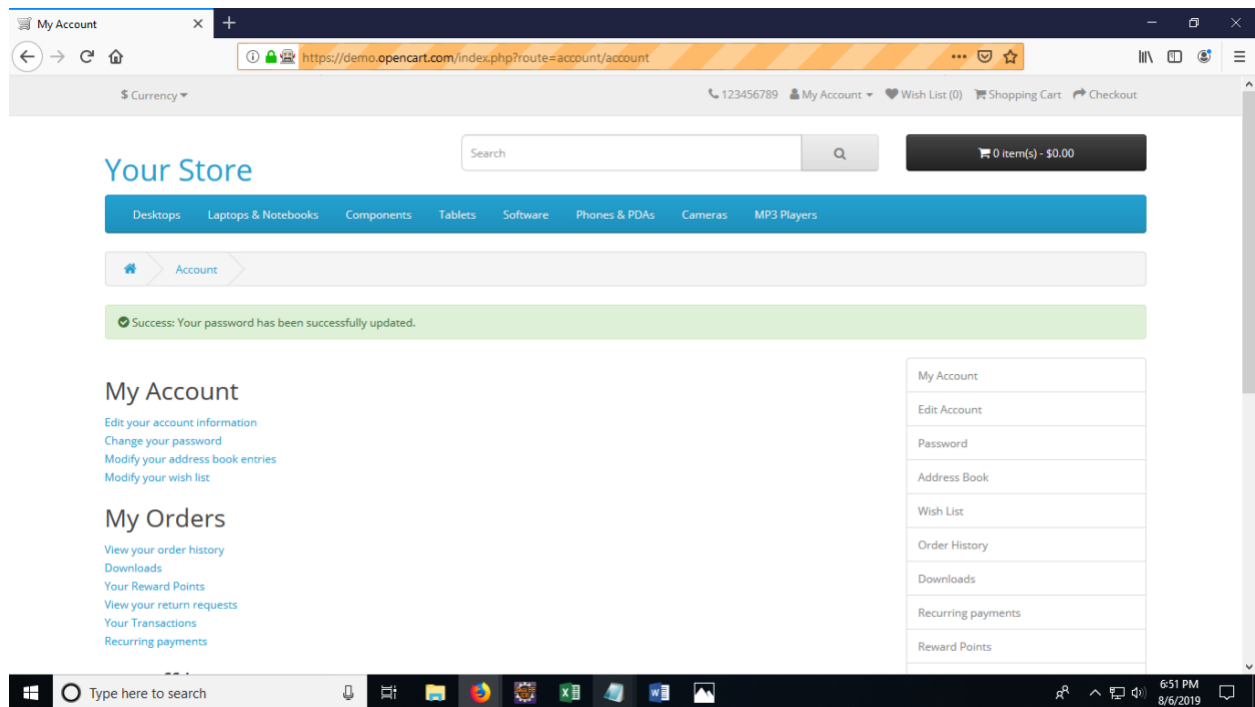 My Account
https://demo.opencart.com/index.php?route=account/account
$ Currency
123456789 My Account Wish List (0) Shopping Cart Checkout
Your Store
Search
0 item(s) - $0.00
Desktops Laptops & Notebooks Components Tablets Software Phones & PDAs Cameras MP3 Players
Account
Success: Your password has been successfully updated.
My Account
Edit your account information
Change your password
Modify your address book entries
Modify your wish list
My Orders
View your order history
Downloads
Your Reward Points
View your return requests
Your Transactions
Recurring payments
My Account
Edit Account
Password
Address Book
Wish List
Order History
Downloads
Recurring payments
Reward Points
Type here to search
6:51 PM
8/6/2019